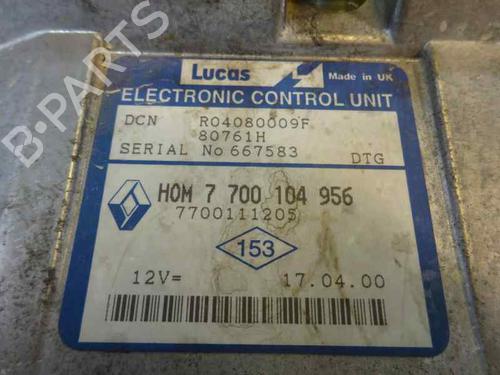 Lucas Made in UK
ELECTRONIC CONTROL UNIT
DCN R04080009F
80761H
SERIAL No 667583 DTG
HOM 7 700 104 956
7700111205
153
12V= 17.04.00
B-PARTS